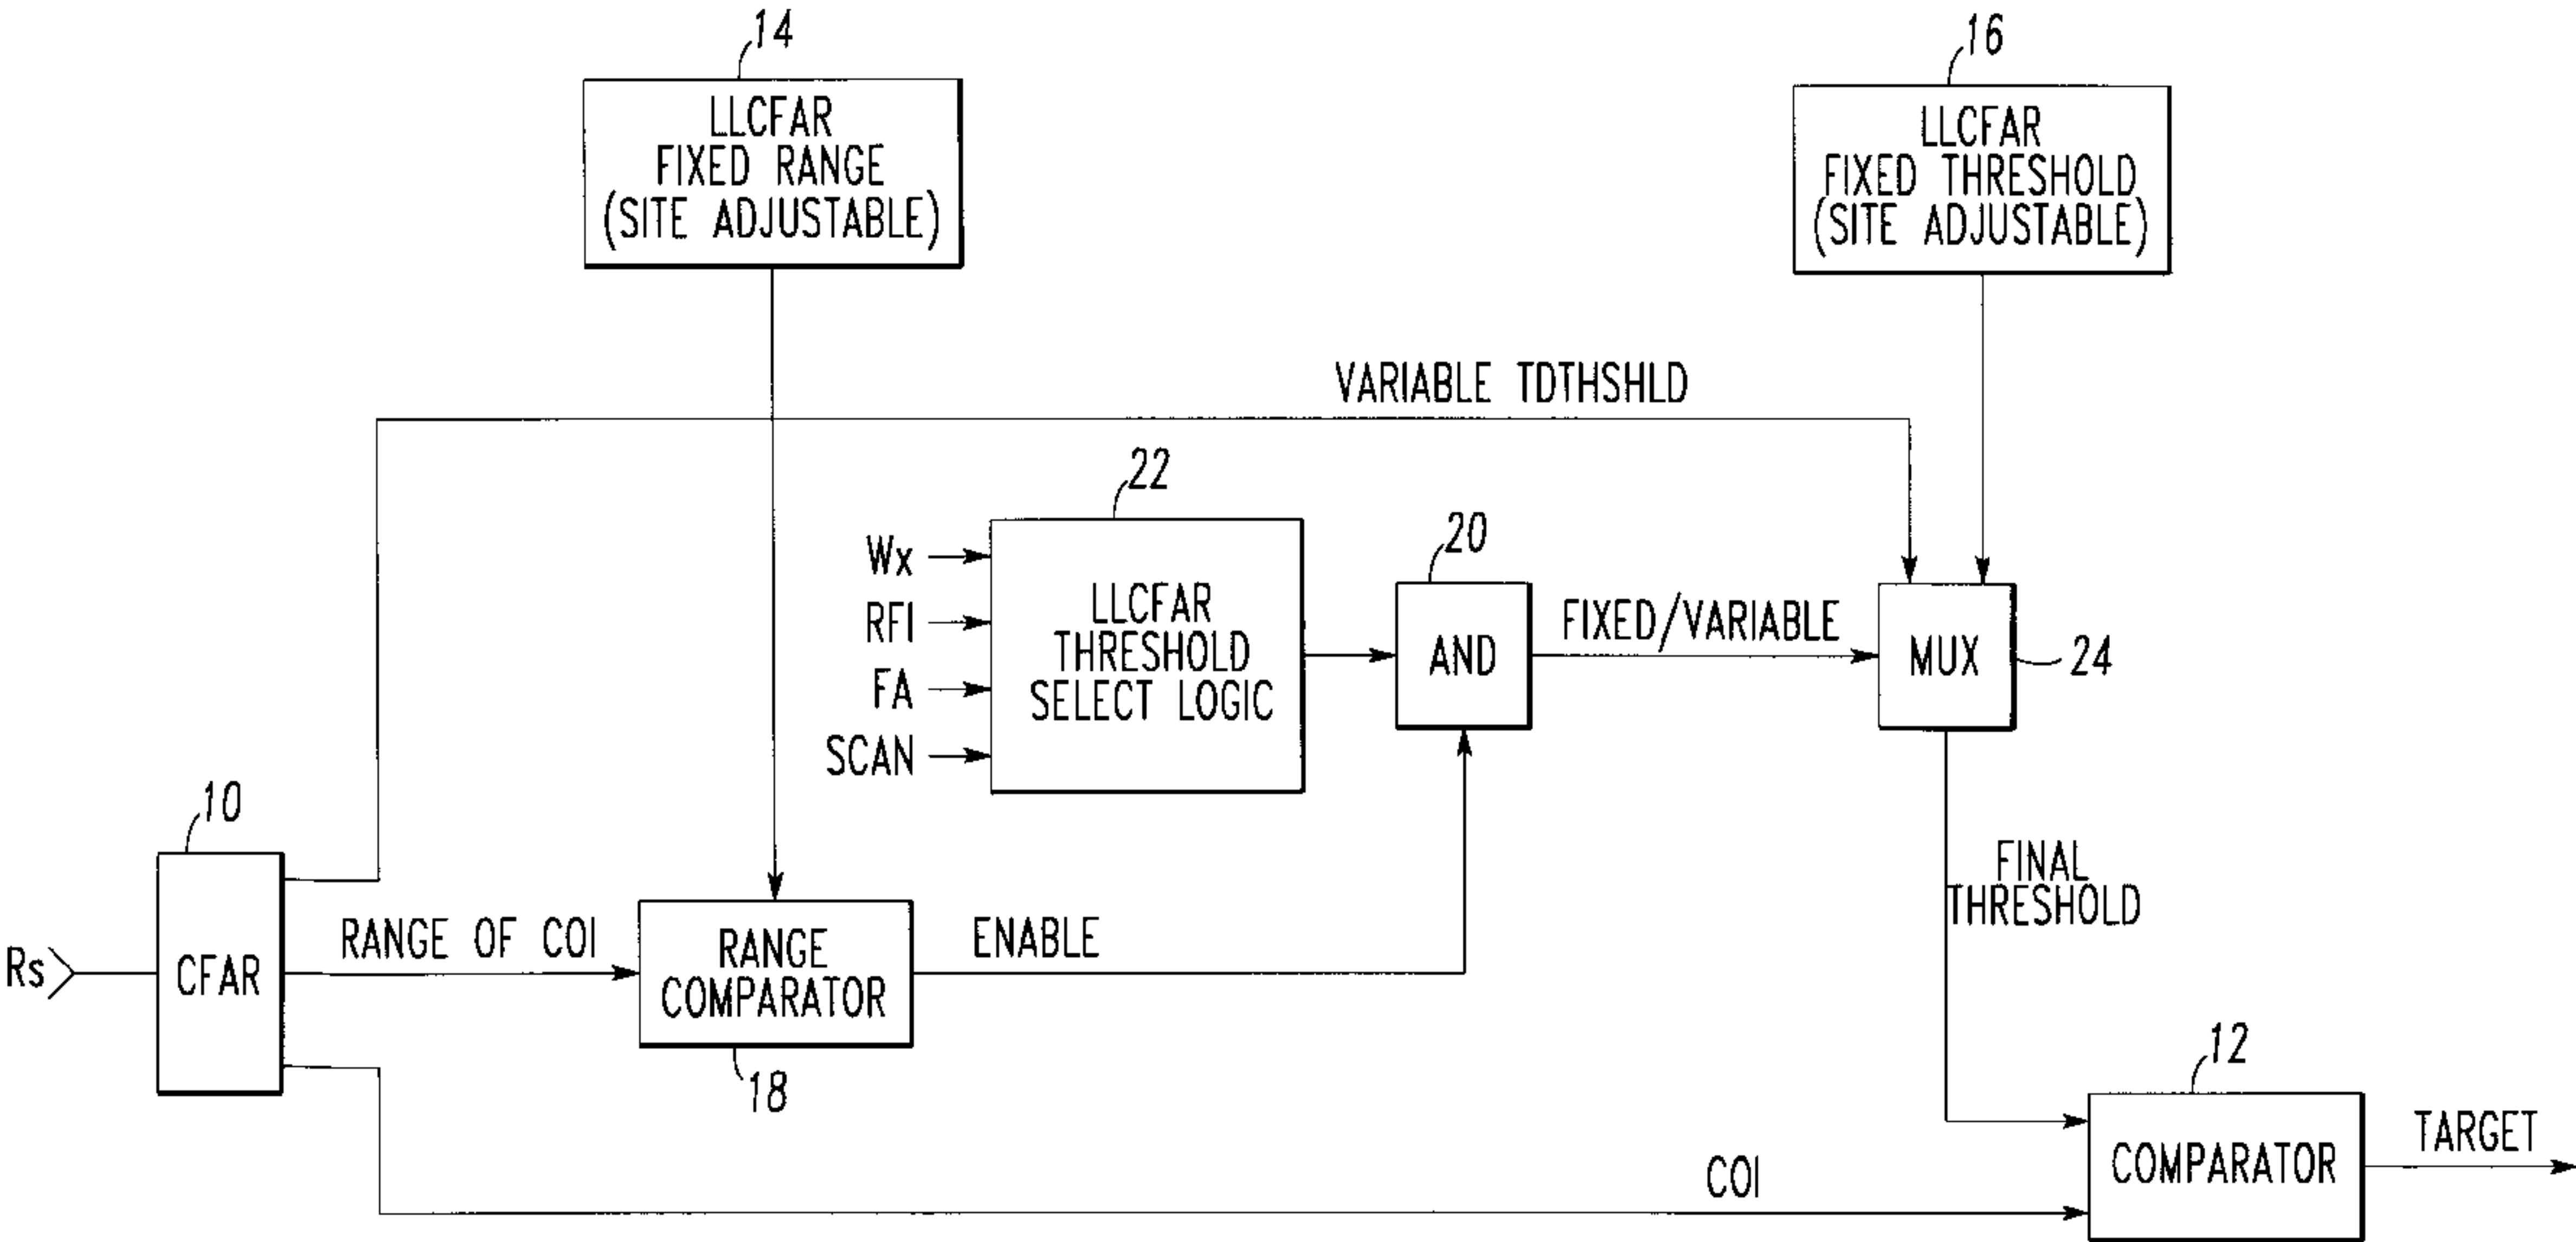 14
LLCFAR
FIXED RANGE
(SITE ADJUSTABLE)
16
LLCFAR
FIXED THRESHOLD
(SITE ADJUSTABLE)
VARIABLE TDTHSHLD
22
Wx
RFI
FA
SCAN
LLCFAR
THRESHOLD
SELECT LOGIC
20
AND
FIXED/VARIABLE
MUX
24
10
Rs
CFAR
RANGE OF COI
RANGE
COMPARATOR
18
ENABLE
FINAL
THRESHOLD
12
COMPARATOR
TARGET
COI